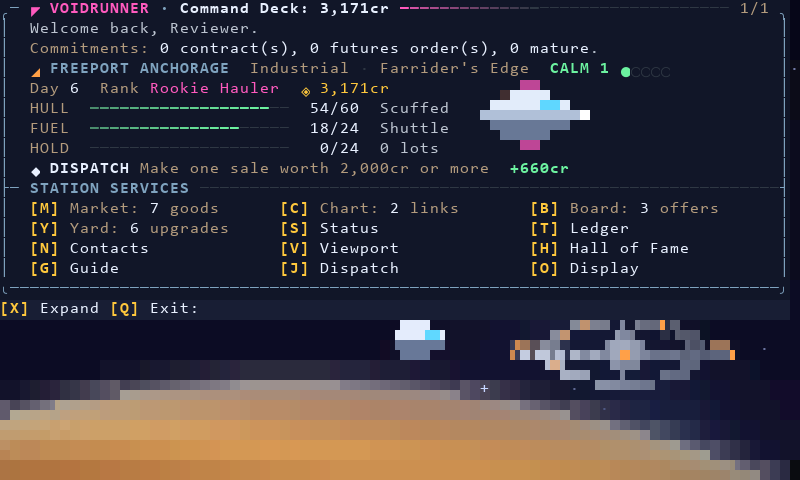 VOIDRUNNER · Command Deck: 3,171cr 1/1
Welcome back, Reviewer.
Commitments: 0 contract(s), 0 futures order(s), 0 mature.
FREEPORT ANCHORAGE Industrial · Farrider's Edge CALM 1
Day 6 Rank Rookie Hauler 3,171cr
HULL 54/60 Scuffed
FUEL 18/24 Shuttle
HOLD 0/24 0 lots
DISPATCH Make one sale worth 2,000cr or more +660cr
STATION SERVICES
[M] Market: 7 goods [C] Chart: 2 links [B] Board: 3 offers
[Y] Yard: 6 upgrades [S] Status [T] Ledger
[N] Contacts [V] Viewport [H] Hall of Fame
[G] Guide [J] Dispatch [O] Display
[X] Expand [Q] Exit: